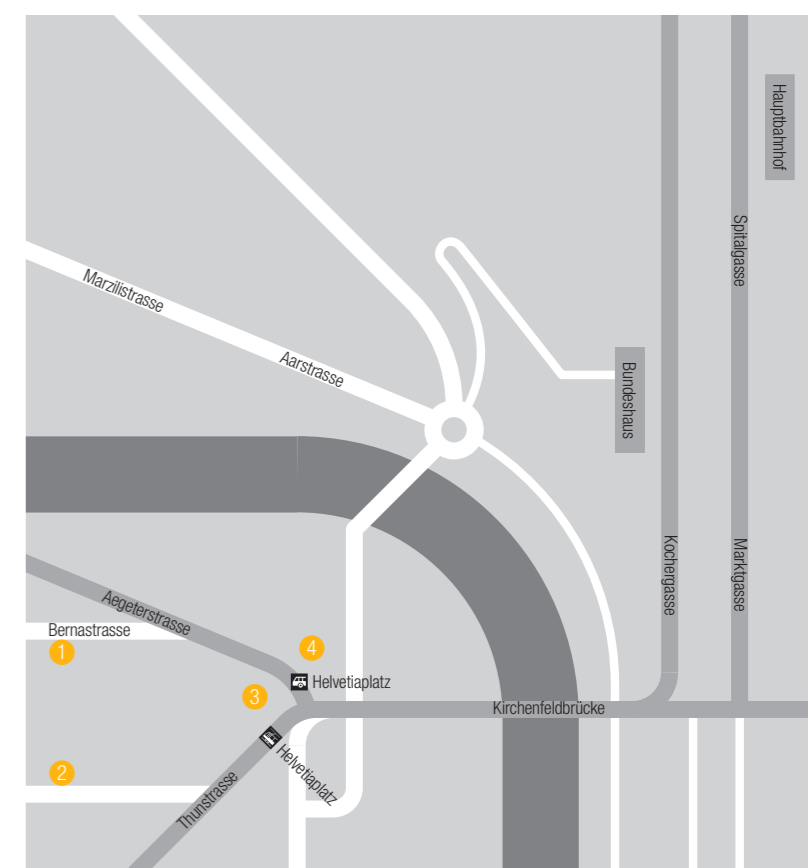 Hauptbahnhof
Spitalgasse
Marzilistrasse
Aarstrasse
Bundeshaus
Kochergasse
Marktgasse
Aegeterstrasse
Bernastrasse
1
4
Helvetiaplatz
3
Kirchenfeldbrücke
Helvetiaplatz
2
Thunstrasse